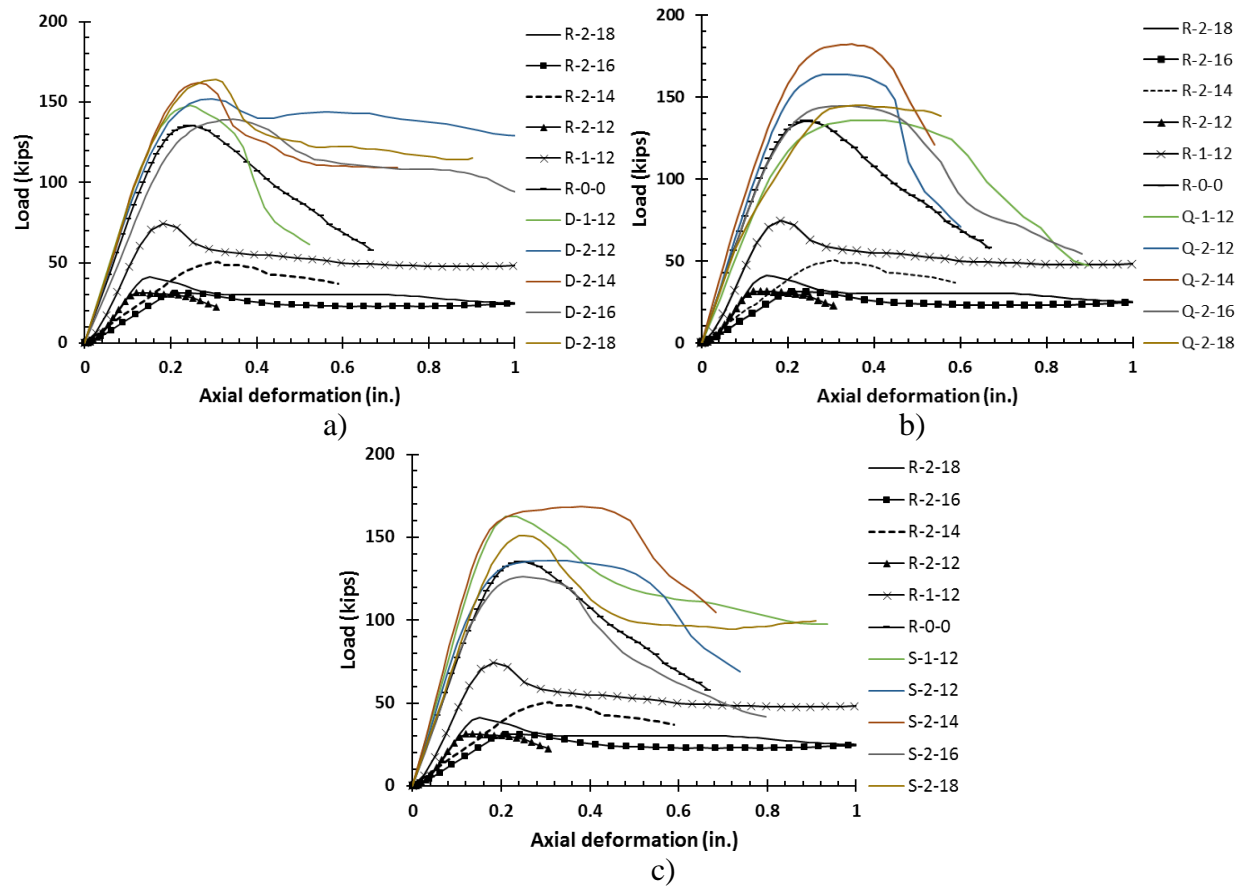 200
150
100
50
0
Load (kips)
0 0.2 0.4 0.6 0.8 1
Axial deformation (in.)
R-2-18
R-2-16
R-2-14
R-2-12
R-1-12
R-0-0
D-1-12
D-2-12
D-2-14
D-2-16
D-2-18
a)
200
150
100
50
0
Load (kips)
0 0.2 0.4 0.6 0.8 1
Axial deformation (in.)
R-2-18
R-2-16
R-2-14
R-2-12
R-1-12
R-0-0
Q-1-12
Q-2-12
Q-2-14
Q-2-16
Q-2-18
b)
200
150
100
50
0
Load (kips)
0 0.2 0.4 0.6 0.8 1
Axial deformation (in.)
R-2-18
R-2-16
R-2-14
R-2-12
R-1-12
R-0-0
S-1-12
S-2-12
S-2-14
S-2-16
S-2-18
c)